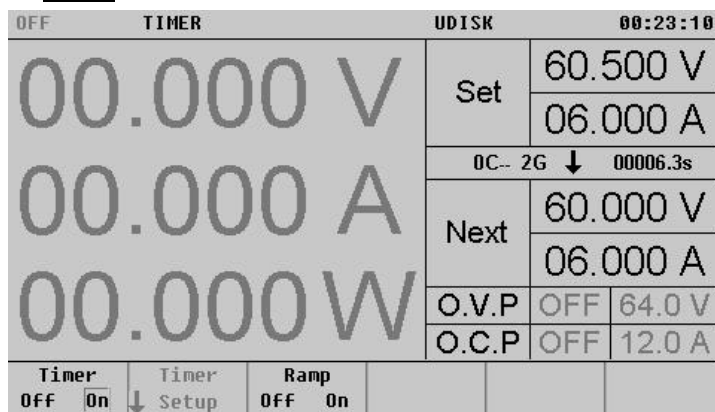 OFF TIMER UDISK 00:23:10
00.000 V
00.000 A
00.000 W
Set 60.500 V
06.000 A
0C-- 2G ↓ 00006.3s
Next 60.000 V
06.000 A
O.V.P OFF 64.0 V
O.C.P OFF 12.0 A
Timer
Off On
Timer
↓ Setup
Ramp
Off On